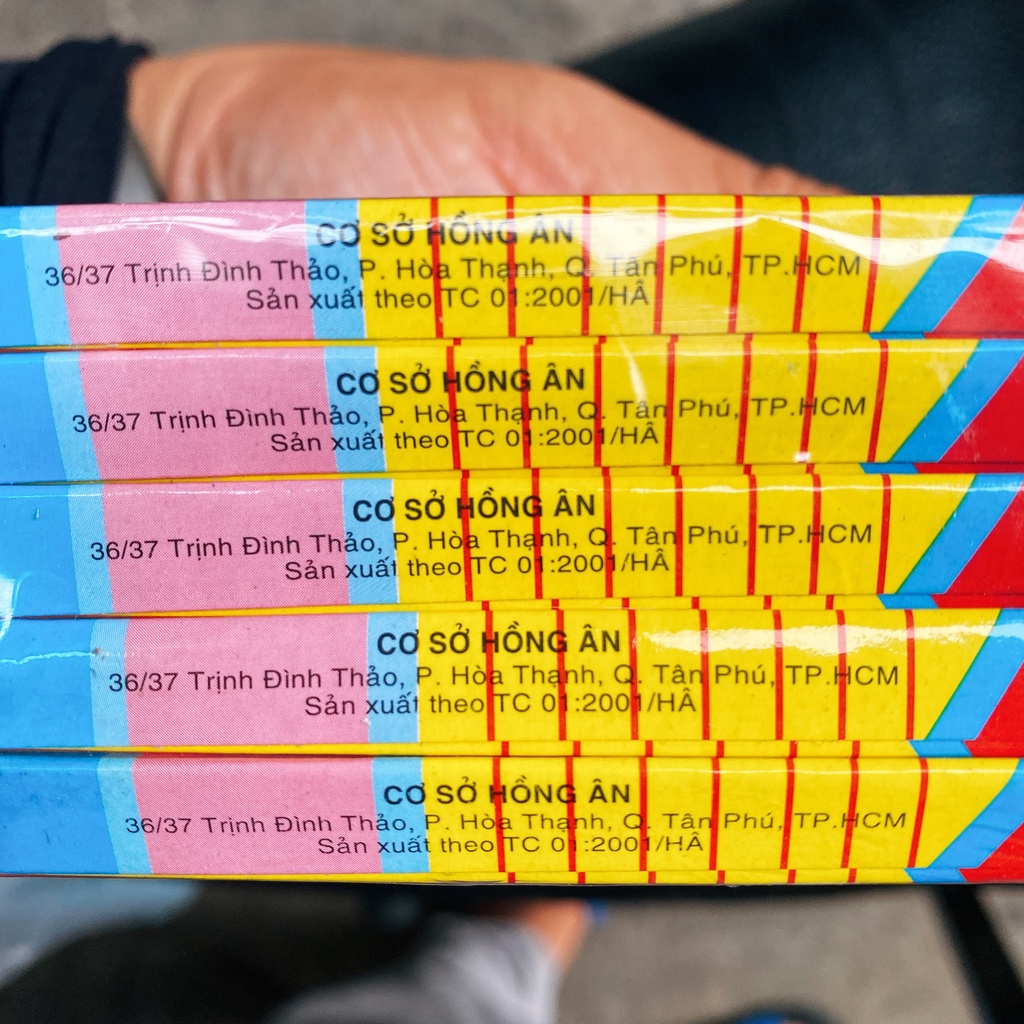 CƠ SỞ HỒNG ÂN
36/37 Trịnh Đình Thảo, P. Hòa Thạnh, Q. Tân Phú, TP.HCM
Sản xuất theo TC 01:2001/HÂ
CƠ SỞ HỒNG ÂN
36/37 Trịnh Đình Thảo, P. Hòa Thạnh, Q. Tân Phú, TP.HCM
Sản xuất theo TC 01:2001/HÂ
CƠ SỞ HỒNG ÂN
36/37 Trịnh Đình Thảo, P. Hòa Thạnh, Q. Tân Phú, TP.HCM
Sản xuất theo TC 01:2001/HÂ
CƠ SỞ HỒNG ÂN
36/37 Trịnh Đình Thảo, P. Hòa Thạnh, Q. Tân Phú, TP.HCM
Sản xuất theo TC 01:2001/HÂ
CƠ SỞ HỒNG ÂN
36/37 Trịnh Đình Thảo, P. Hòa Thạnh, Q. Tân Phú, TP.HCM
Sản xuất theo TC 01:2001/HÂ